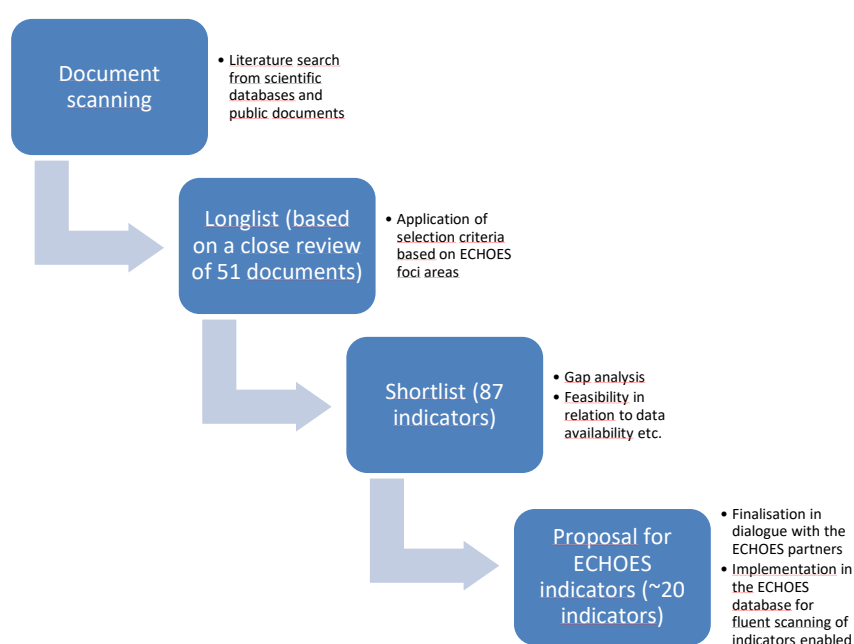 Document
scanning
• Literature search
from scientific
databases and
public documents
Longlist (based
on a close review
of 51 documents)
• Application of
selection criteria
based on ECHOES
foci areas
Shortlist (87
indicators)
• Gap analysis
• Feasibility in
relation to data
availability etc.
Proposal for
ECHOES
indicators (~20
indicators)
• Finalisation in
dialogue with the
ECHOES partners
• Implementation in
the ECHOES
database for
fluent scanning of
indicators enabled